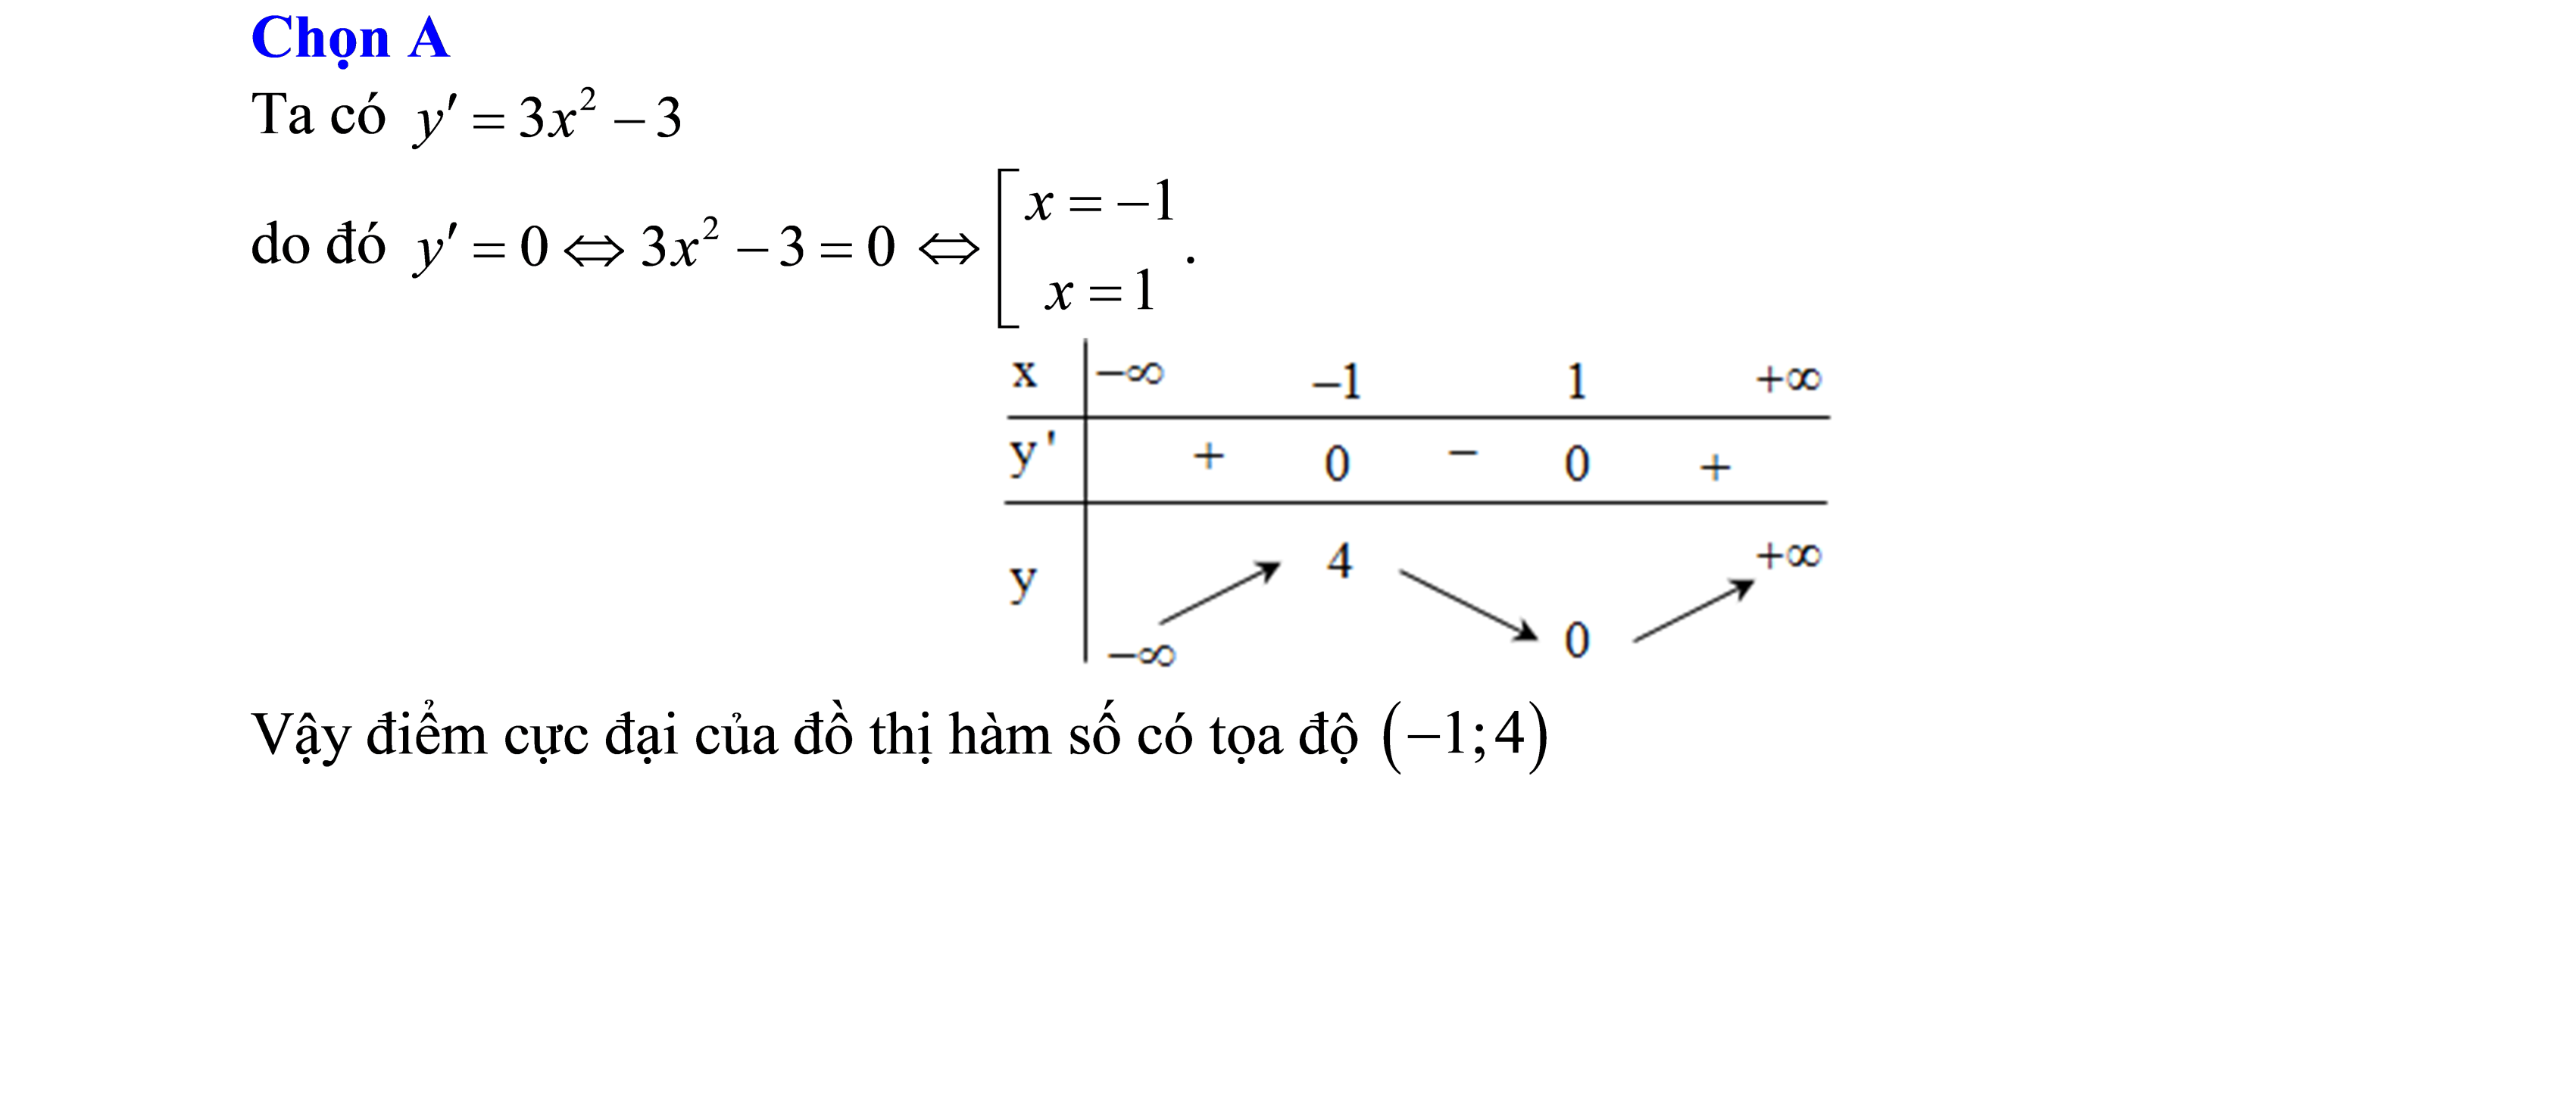 Chọn A
Ta có y′ = 3x² − 3
do đó y′ = 0 ⇔ 3x² − 3 = 0 ⇔ [ x = −1
x = 1 .
x −∞ −1 1 +∞
y' + 0 − 0 +
y −∞ 4 0 +∞
Vậy điểm cực đại của đồ thị hàm số có tọa độ (−1;4)